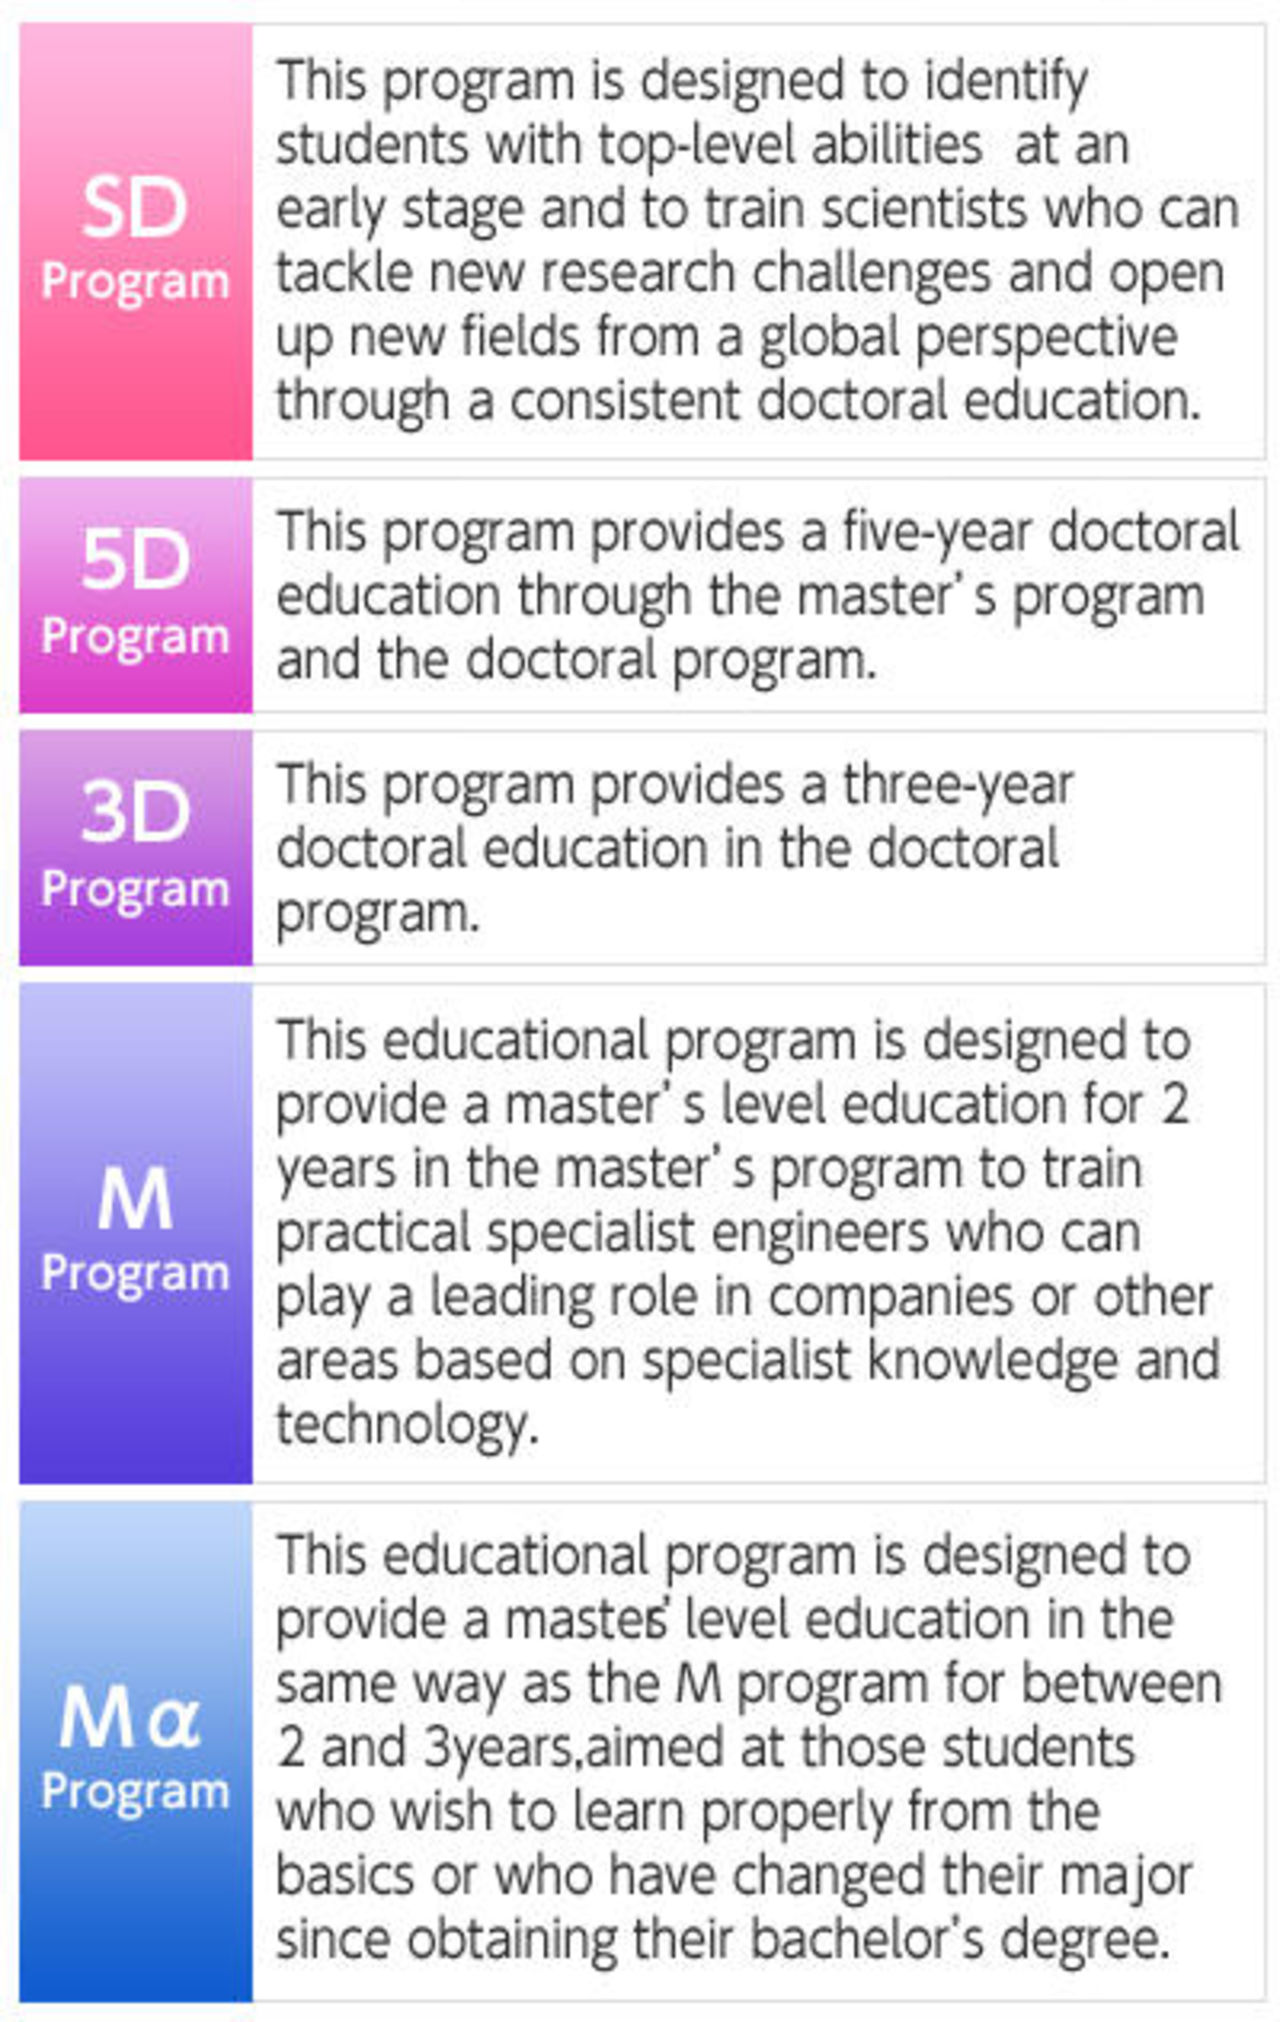 SD
Program
This program is designed to identify
students with top-level abilities  at an
early stage and to train scientists who can
tackle new research challenges and open
up new fields from a global perspective
through a consistent doctoral education.
5D
Program
This program provides a five-year doctoral
education through the master’s program
and the doctoral program.
3D
Program
This program provides a three-year
doctoral education in the doctoral
program.
M
Program
This educational program is designed to
provide a master’s level education for 2
years in the master’s program to train
practical specialist engineers who can
play a leading role in companies or other
areas based on specialist knowledge and
technology.
Mα
Program
This educational program is designed to
provide a master’s level education in the
same way as the M program for between
2 and 3years,aimed at those students
who wish to learn properly from the
basics or who have changed their major
since obtaining their bachelor's degree.